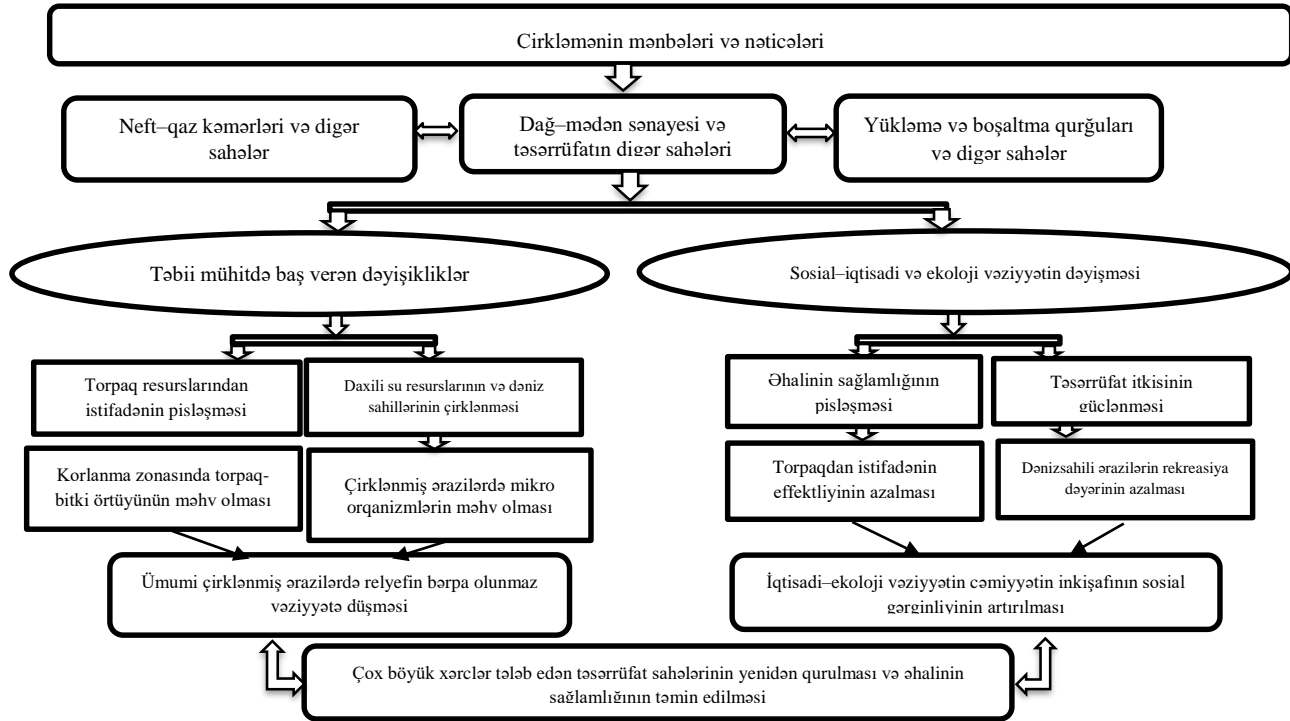 Cirkləmənin mənbələri və nəticələri
Neft–qaz kəmərləri və digər
sahələr
Dağ–mədən sənayesi və
təsərrüfatın digər sahələri
Yükləmə və boşaltma qurğuları
və digər sahələr
Təbii mühitdə baş verən dəyişikliklər
Sosial–iqtisadi və ekoloji vəziyyətin dəyişməsi
Torpaq resurslarından
istifadənin pisləşməsi
Daxili su resurslarının və dəniz
sahillərinin çirklənməsi
Əhalinin sağlamlığının
pisləşməsi
Təsərrüfat itkisinin
güclənməsi
Korlanma zonasında torpaq-
bitki örtüyünün məhv olması
Çirklənmiş ərazilərdə mikro
orqanizmlərin məhv olması
Torpaqdan istifadənin
effektliyinin azalması
Dənizsahili ərazilərin rekreasiya
dəyərinin azalması
Ümumi çirklənmiş ərazilərdə relyefin bərpa olunmaz
vəziyyətə düşməsi
İqtisadi–ekoloji vəziyyətin cəmiyyətin inkişafının sosial
gərginliyinin artırılması
Çox böyük xərclər tələb edən təsərrüfat sahələrinin yenidən qurulması və əhalinin
sağlamlığının təmin edilməsi